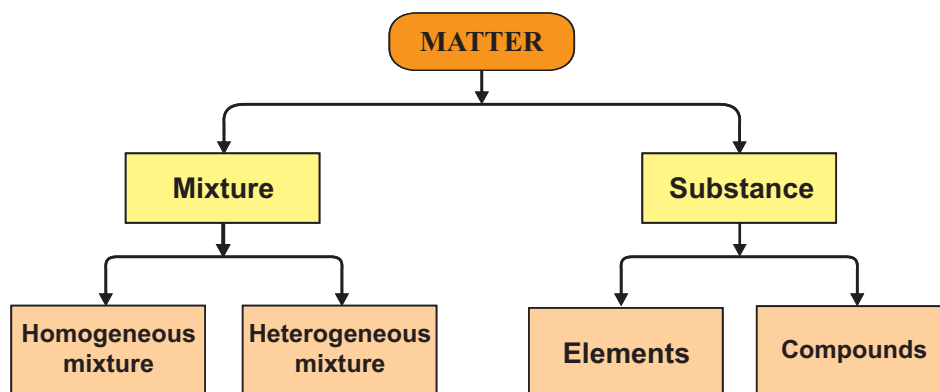 MATTER
Mixture
Substance
Homogeneous
mixture
Heterogeneous
mixture
Elements
Compounds